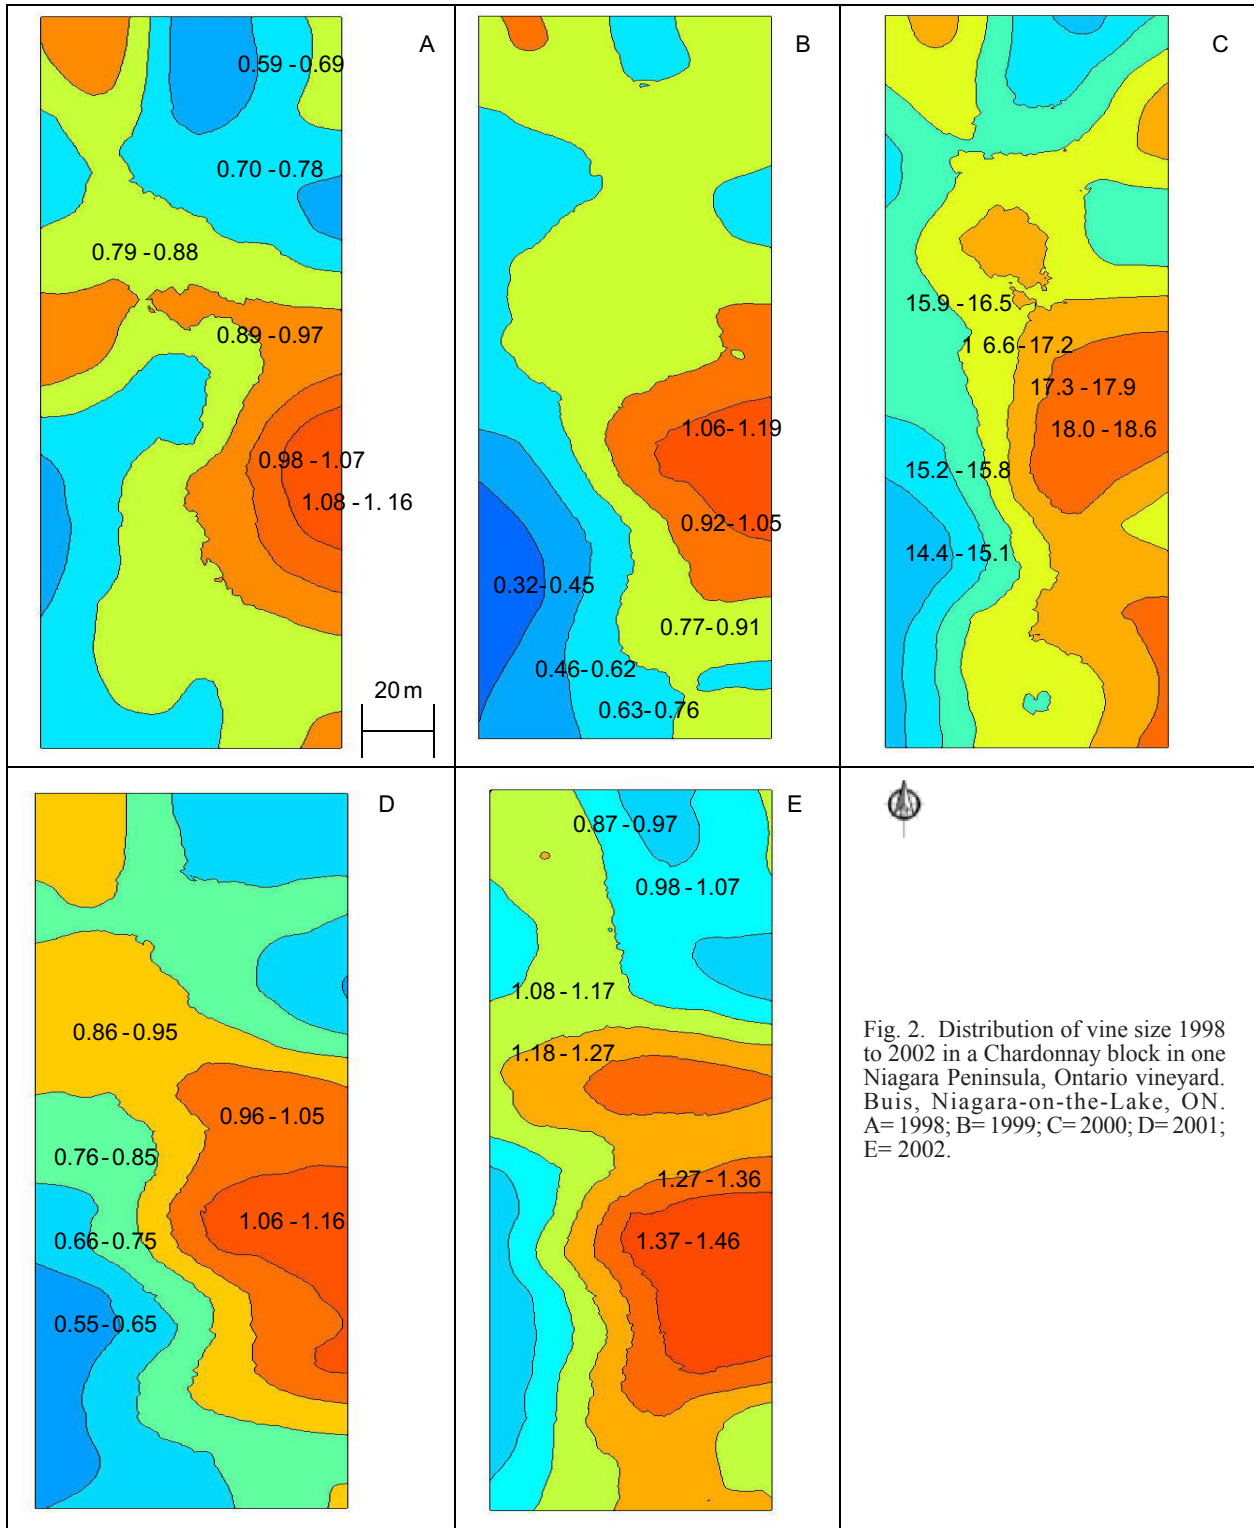 A
0.59 - 0.69
0.70 - 0.78
0.79 - 0.88
0.89 - 0.97
0.98 - 1.07
1.08 - 1. 16
20 m
B
1.06- 1.19
0.92- 1.05
0.32- 0.45
0.77- 0.91
0.46- 0.62
0.63- 0.76
C
15.9 - 16.5
1 6.6 - 17.2
17.3 - 17.9
18.0 - 18.6
15.2 - 15.8
14.4 - 15.1
D
0.86 - 0.95
0.96 - 1.05
0.76 - 0.85
1.06 - 1.16
0.66 - 0.75
0.55 - 0.65
E
0.87 - 0.97
0.98 - 1.07
1.08 - 1.17
1.18 - 1.27
1.27 - 1.36
1.37 - 1.46
Fig. 2. Distribution of vine size 1998
to 2002 in a Chardonnay block in one
Niagara Peninsula, Ontario vineyard.
Buis, Niagara-on-the-Lake, ON.
A= 1998; B= 1999; C= 2000; D= 2001;
E= 2002.